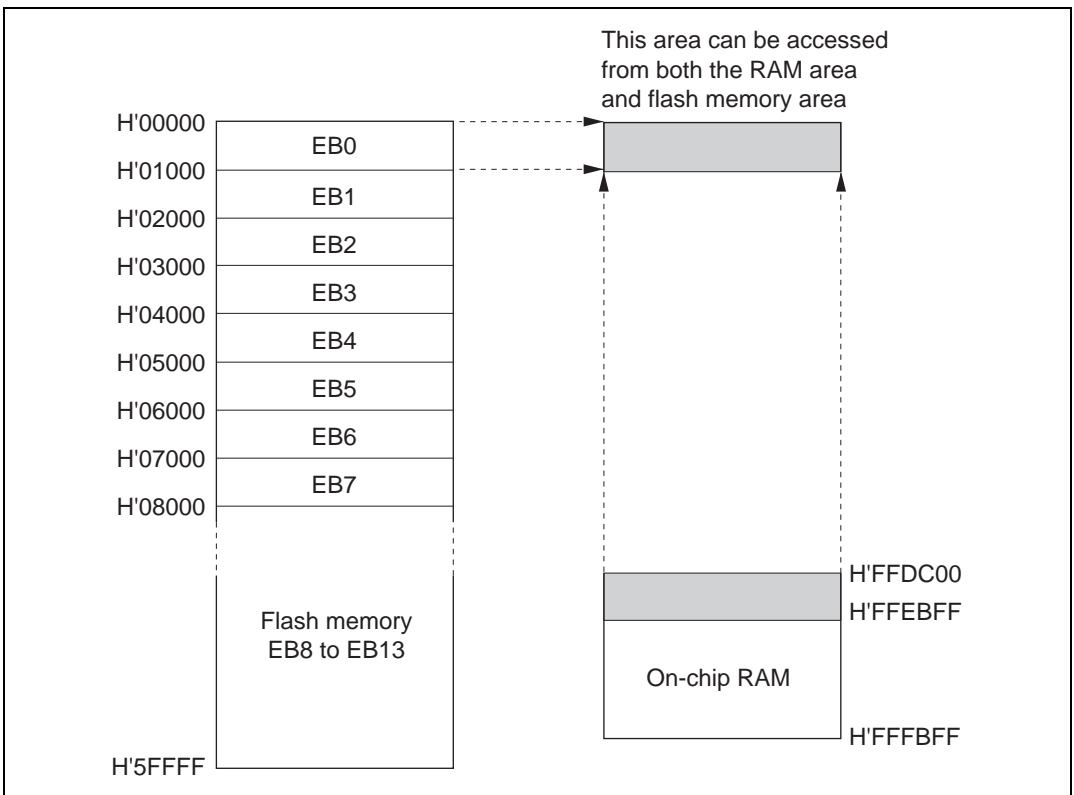 This area can be accessed
from both the RAM area
and flash memory area
H'00000
EB0
H'01000
EB1
H'02000
EB2
H'03000
EB3
H'04000
EB4
H'05000
EB5
H'06000
EB6
H'07000
EB7
H'08000
Flash memory
EB8 to EB13
H'5FFFF
H'FFDC00
H'FFEBFF
On-chip RAM
H'FFFBFF